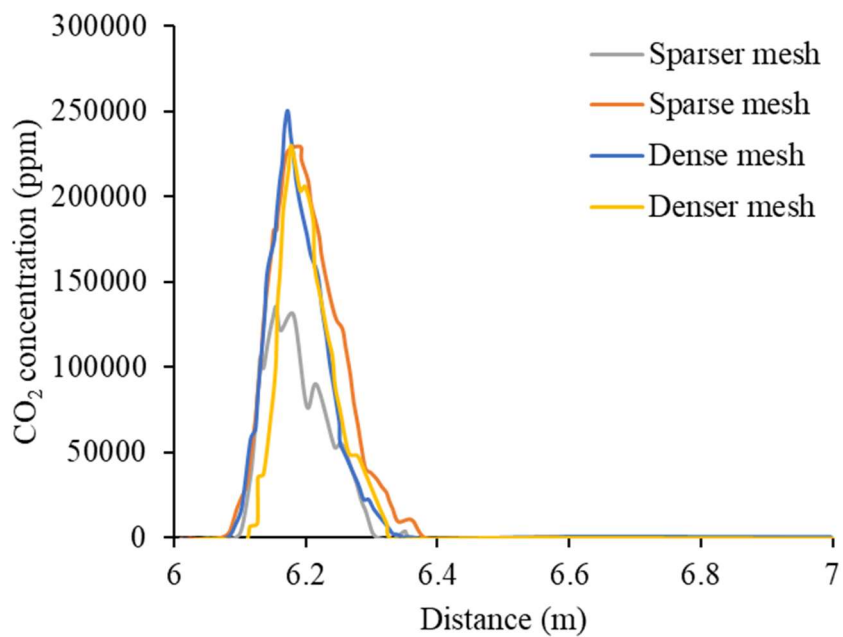 300000
250000
200000
150000
100000
50000
0
CO₂ concentration (ppm)
Sparser mesh
Sparse mesh
Dense mesh
Denser mesh
6 6.2 6.4 6.6 6.8 7
Distance (m)